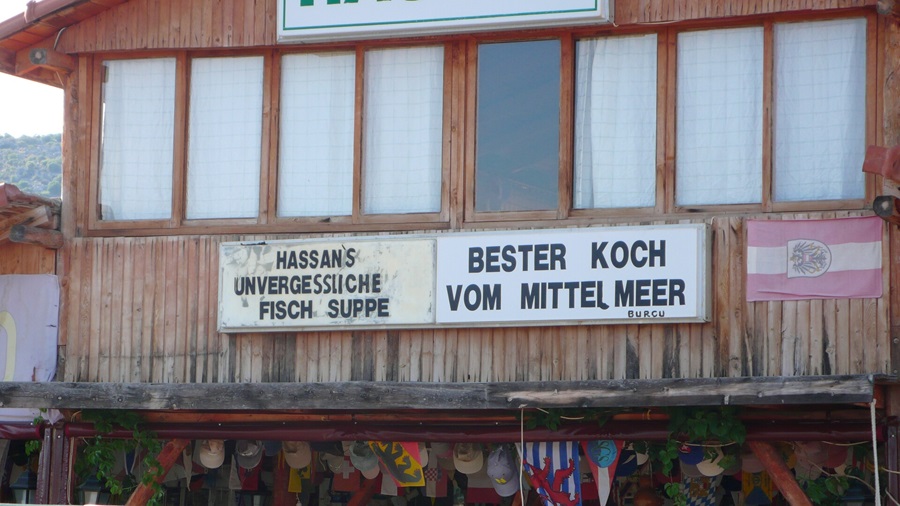 HASSAN'S
UNVERGESSLICHE
FISCH SUPPE
BESTER KOCH
VOM MITTELMEER
BURCU